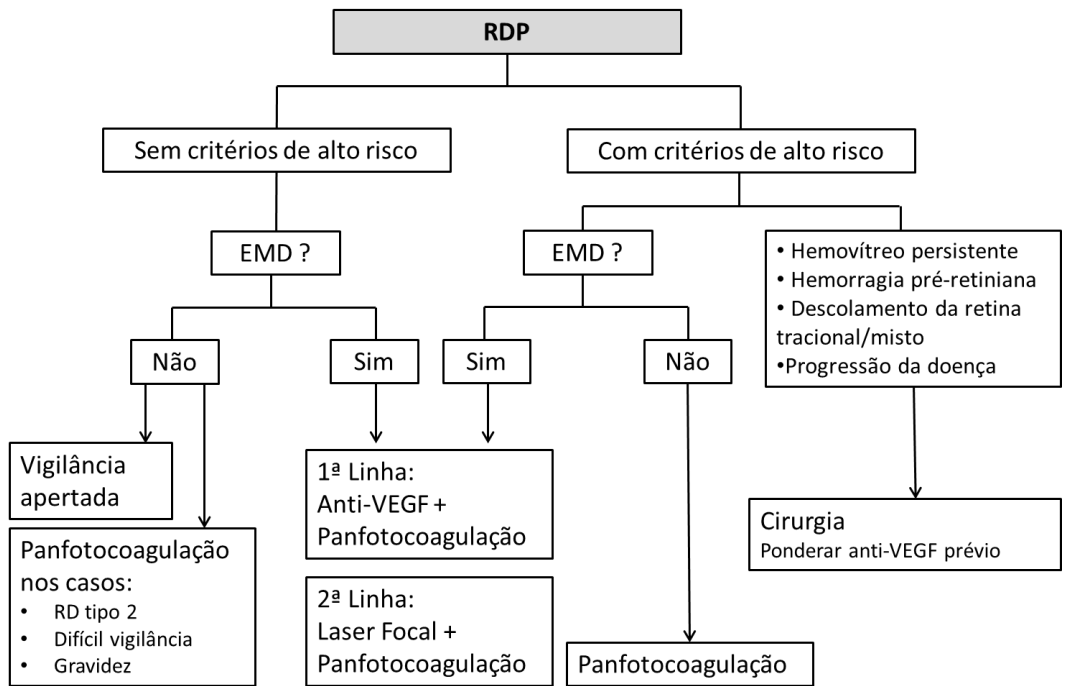 RDP
Sem critérios de alto risco
Com critérios de alto risco
EMD ?
EMD ?
• Hemovítreo persistente
• Hemorragia pré-retiniana
• Descolamento da retina
tracional/misto
•Progressão da doença
Não
Sim
Sim
Não
Vigilância
apertada
1ª Linha:
Anti-VEGF +
Panfotocoagulação
Cirurgia
Ponderar anti-VEGF prévio
Panfotocoagulação
nos casos:
• RD tipo 2
• Difícil vigilância
• Gravidez
2ª Linha:
Laser Focal +
Panfotocoagulação
Panfotocoagulação